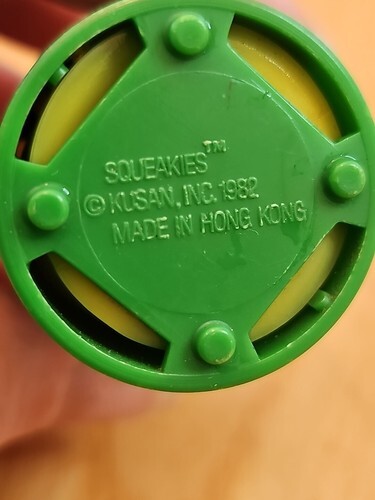 SQUEAKIES™
© KUSAN, INC. 1982
MADE IN HONG KONG